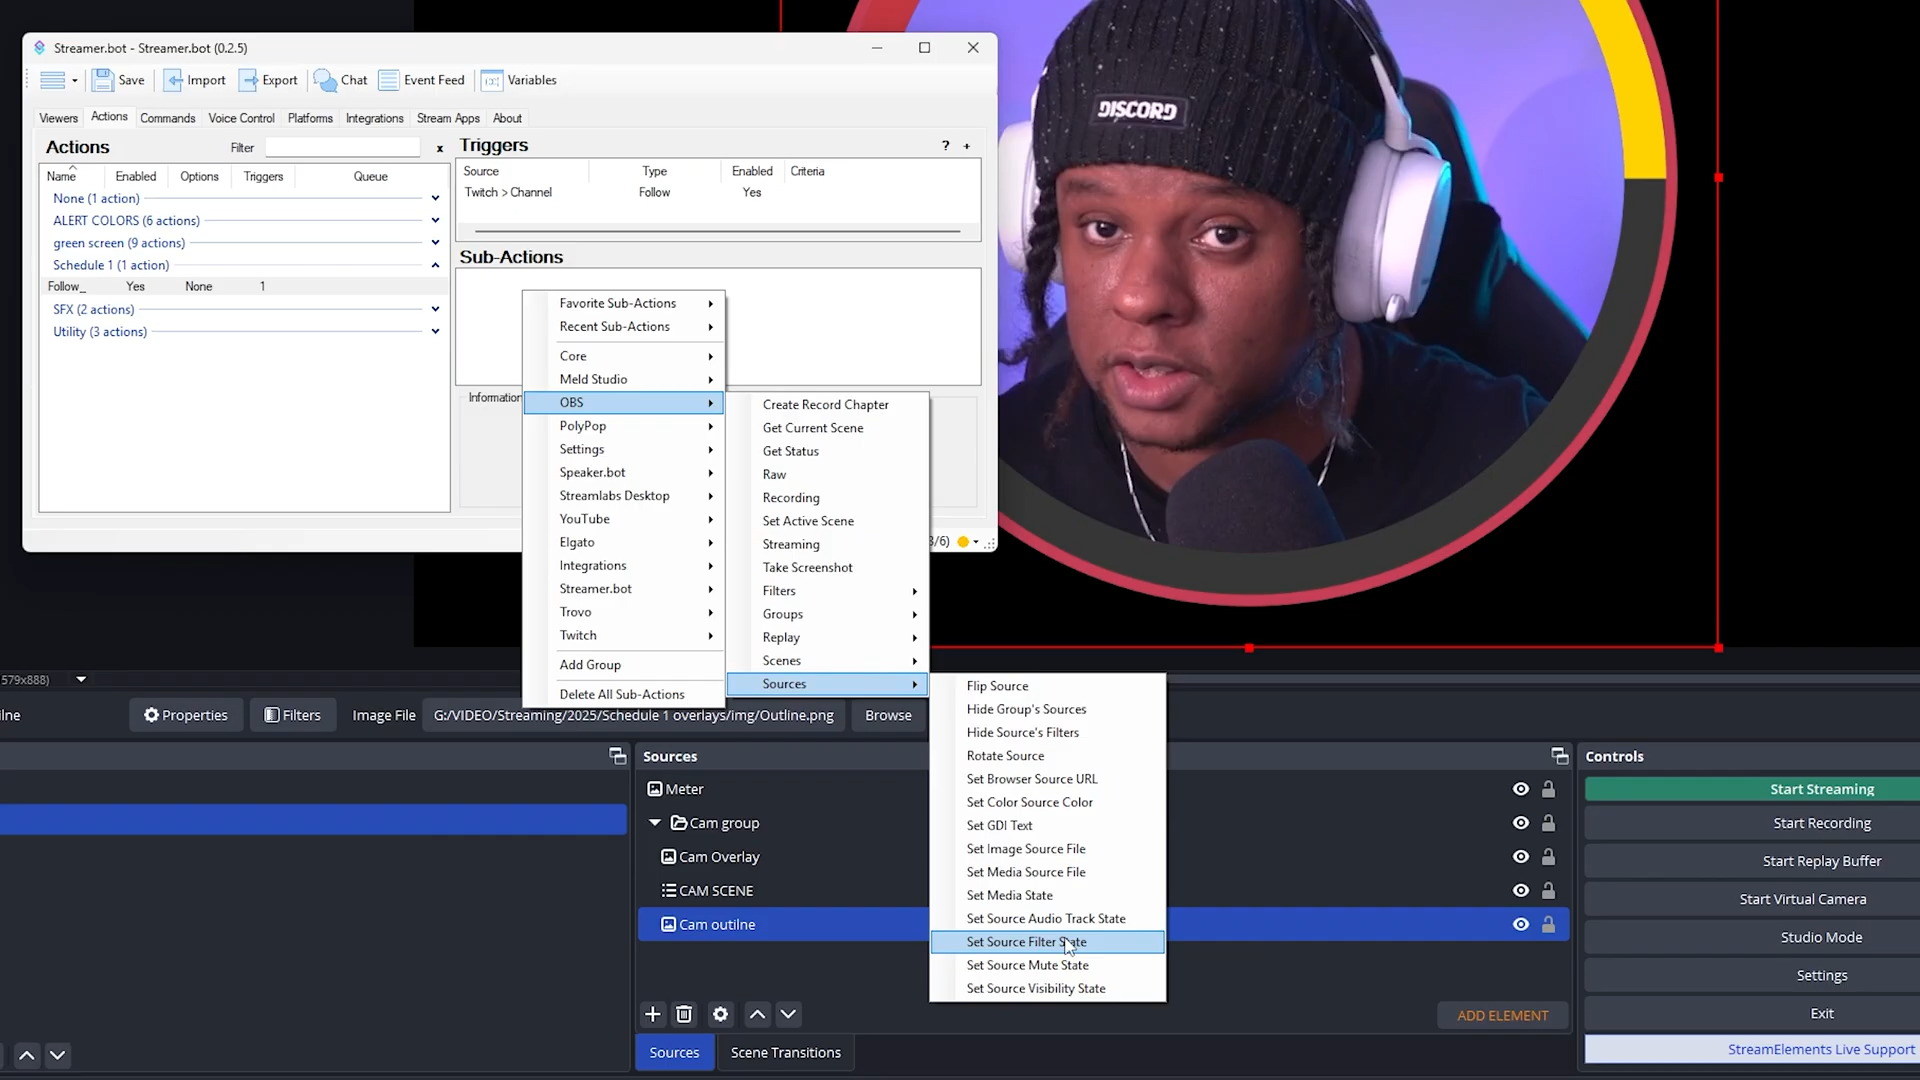 Streamer.bot - Streamer.bot (0.2.5)
Save Import Export Chat Event Feed Variables
Viewers Actions Commands Voice Control Platforms Integrations Stream Apps About
Actions Filter x
Name Enabled Options Triggers Queue
None (1 action)
ALERT COLORS (6 actions)
green screen (9 actions)
Schedule 1 (1 action)
Follow_ Yes None 1
SFX (2 actions)
Utility (3 actions)
Triggers ? +
Source Type Enabled Criteria
Twitch > Channel Follow Yes
Sub-Actions
Information
3/6)
Favorite Sub-Actions
Recent Sub-Actions
Core
Meld Studio
OBS
PolyPop
Settings
Speaker.bot
Streamlabs Desktop
YouTube
Elgato
Integrations
Streamer.bot
Trovo
Twitch
Add Group
Delete All Sub-Actions
Create Record Chapter
Get Current Scene
Get Status
Raw
Recording
Set Active Scene
Streaming
Take Screenshot
Filters
Groups
Replay
Scenes
Sources
Flip Source
Hide Group's Sources
Hide Source's Filters
Rotate Source
Set Browser Source URL
Set Color Source Color
Set GDI Text
Set Image Source File
Set Media Source File
Set Media State
Set Source Audio Track State
Set Source Filter State
Set Source Mute State
Set Source Visibility State
DISCORD
579x888)
lne Properties Filters Image File G:/VIDEO/Streaming/2025/Schedule 1 overlays/img/Outline.png Browse
Sources
Meter
Cam group
Cam Overlay
CAM SCENE
Cam outilne
ADD ELEMENT
Sources Scene Transitions
Controls
Start Streaming
Start Recording
Start Replay Buffer
Start Virtual Camera
Studio Mode
Settings
Exit
StreamElements Live Support